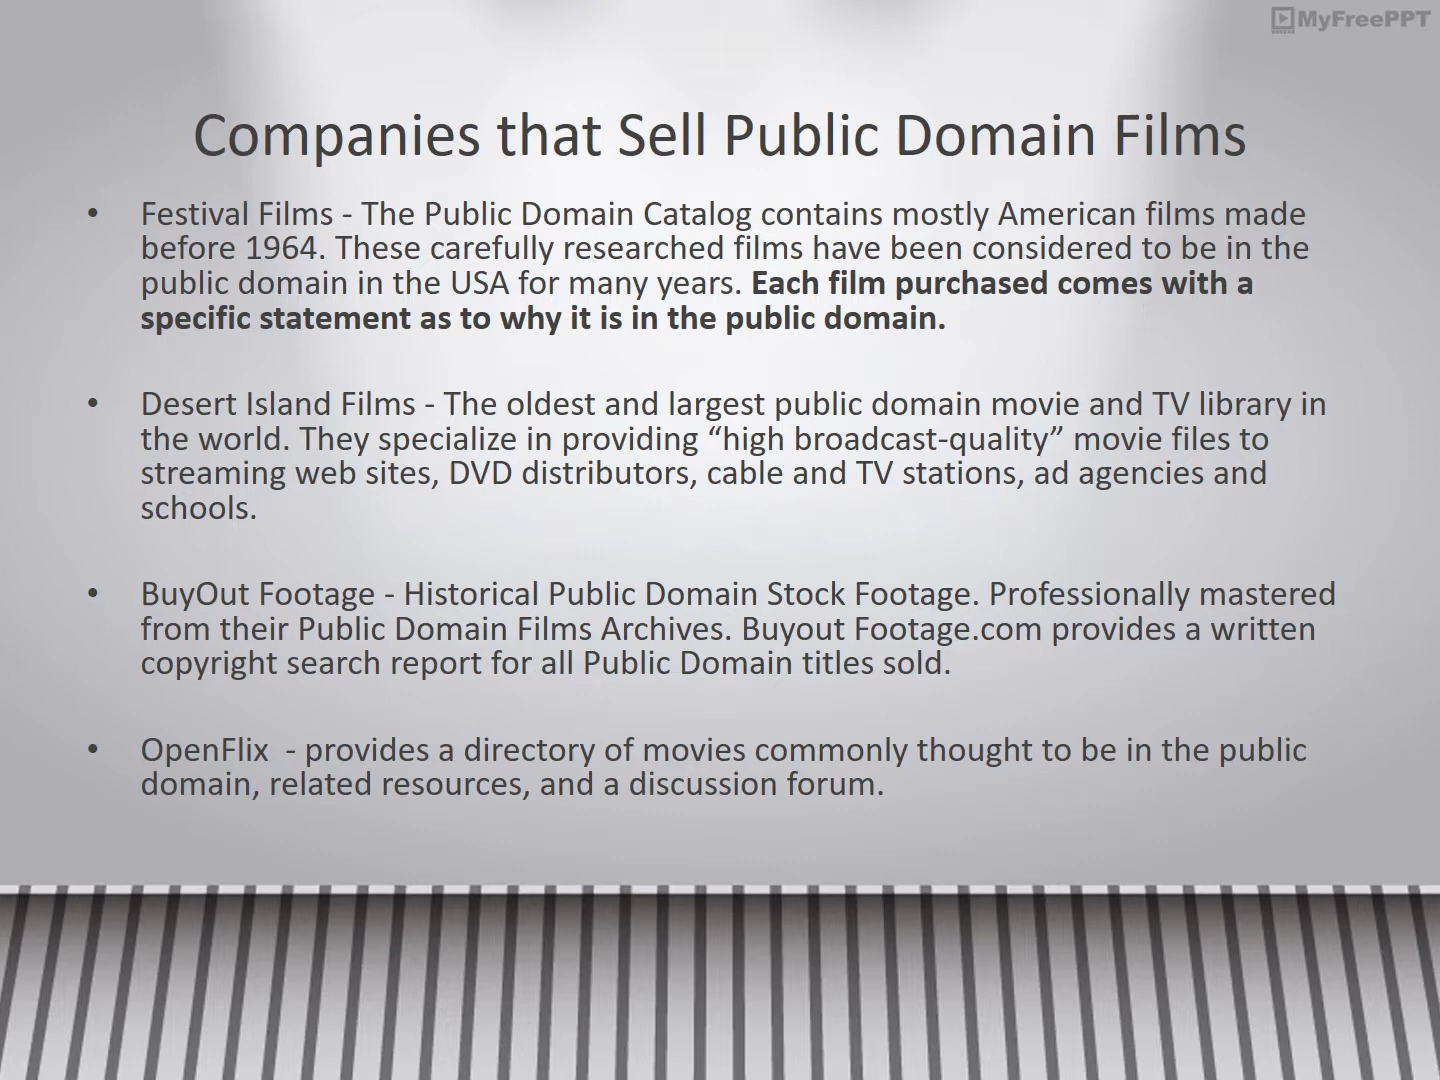 MyFreePPT
Companies that Sell Public Domain Films
• Festival Films - The Public Domain Catalog contains mostly American films made
before 1964. These carefully researched films have been considered to be in the
public domain in the USA for many years. Each film purchased comes with a
specific statement as to why it is in the public domain.
• Desert Island Films - The oldest and largest public domain movie and TV library in
the world. They specialize in providing “high broadcast-quality” movie files to
streaming web sites, DVD distributors, cable and TV stations, ad agencies and
schools.
• BuyOut Footage - Historical Public Domain Stock Footage. Professionally mastered
from their Public Domain Films Archives. Buyout Footage.com provides a written
copyright search report for all Public Domain titles sold.
• OpenFlix  - provides a directory of movies commonly thought to be in the public
domain, related resources, and a discussion forum.